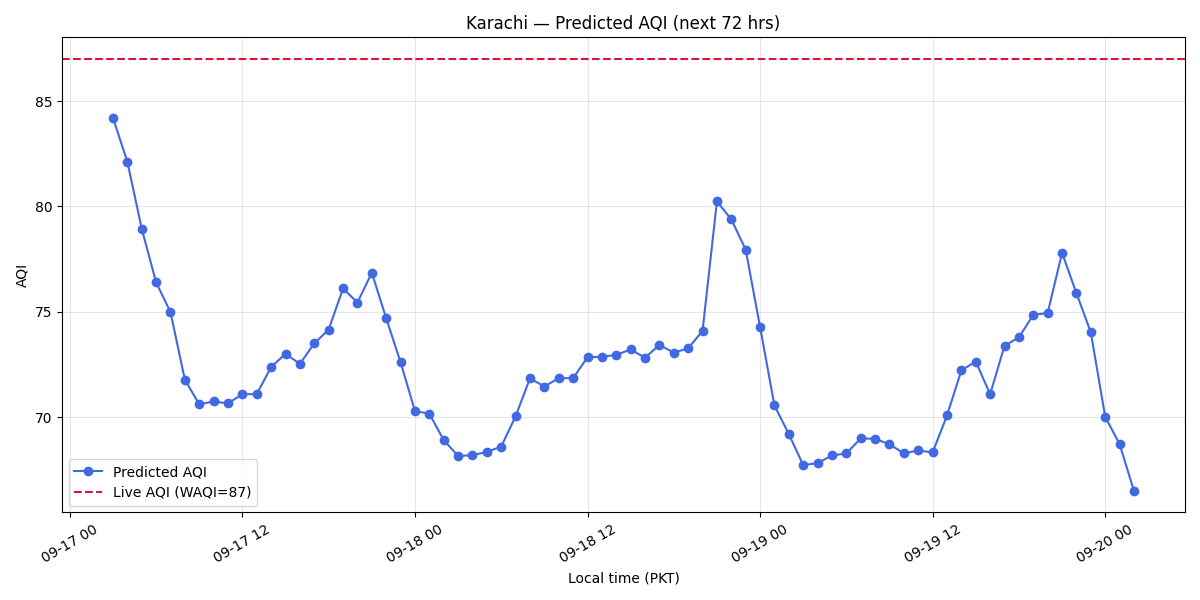 Karachi — Predicted AQI (next 72 hrs)
AQI
85
80
75
70
Predicted AQI
Live AQI (WAQI=87)
09-17 00
09-17 12
09-18 00
09-18 12
09-19 00
09-19 12
09-20 00
Local time (PKT)